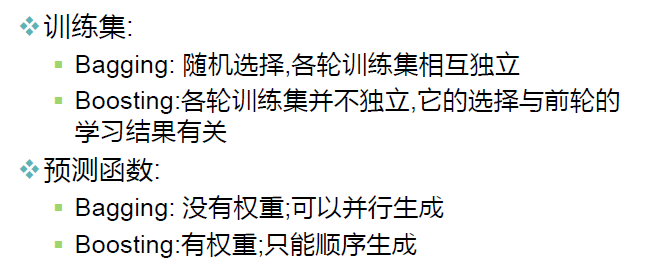 训练集:
Bagging: 随机选择,各轮训练集相互独立
Boosting:各轮训练集并不独立,它的选择与前轮的
学习结果有关
预测函数:
Bagging: 没有权重;可以并行生成
Boosting:有权重;只能顺序生成